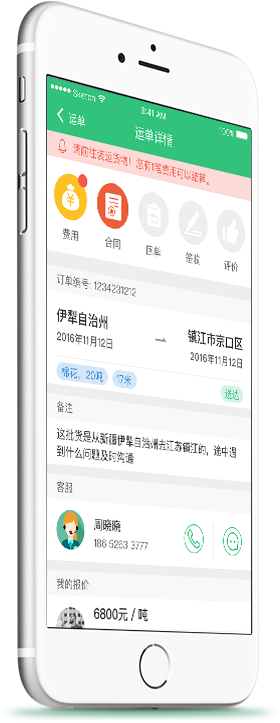 Sketch
9:41 AM
100%
运单
运单详情
请前往装运货物！您有1笔费用可以结算。
费用
合同
回单
签收
评价
订单编号: 1234231212
伊犁自治州
2016年11月12日
镇江市京口区
2016年11月12日
棉花、20吨
17米
送达
备注
这批货是从新疆伊犁自治州去江苏镇江的，途中遇
到什么问题及时沟通
客服
周晓晓
186 5263 3777
我的报价
6800元 / 吨